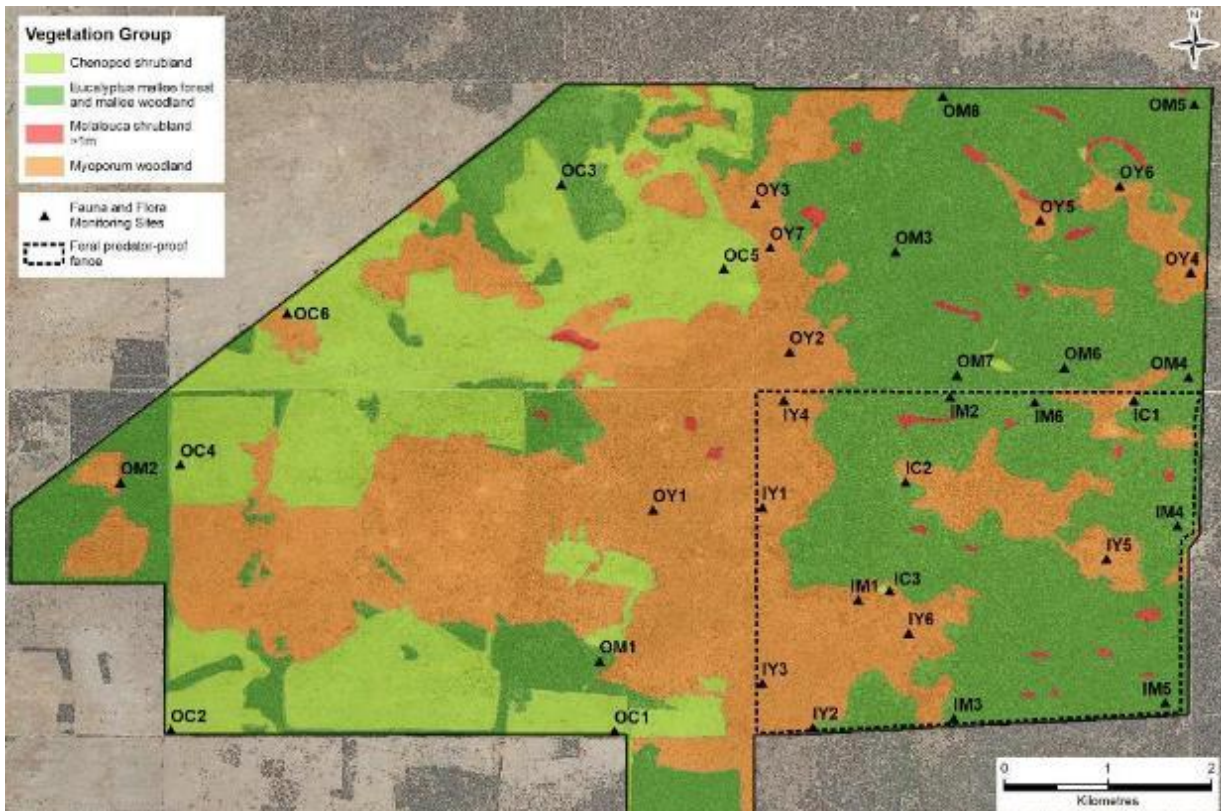 N
Vegetation Group
Chenopod shrubland
Eucalyptus mallee forest
and mallee woodland
Melaleuca shrubland
>1m
Myoporum woodland
Fauna and Flora
Monitoring Sites
Feral predator-proof
fence
OM8
OM5
OC3
OY3
OY6
OY5
OY7
OM3
OC5
OY4
OC6
OY2
OM7
OM6
OM4
IY4
IM2
IM6
IC1
OC4
OM2
IC2
OY1
IY1
IM4
IY5
IM1
IC3
IY6
OM1
IY3
IM5
OC2
OC1
IY2
IM3
0 1 2
Kilometres